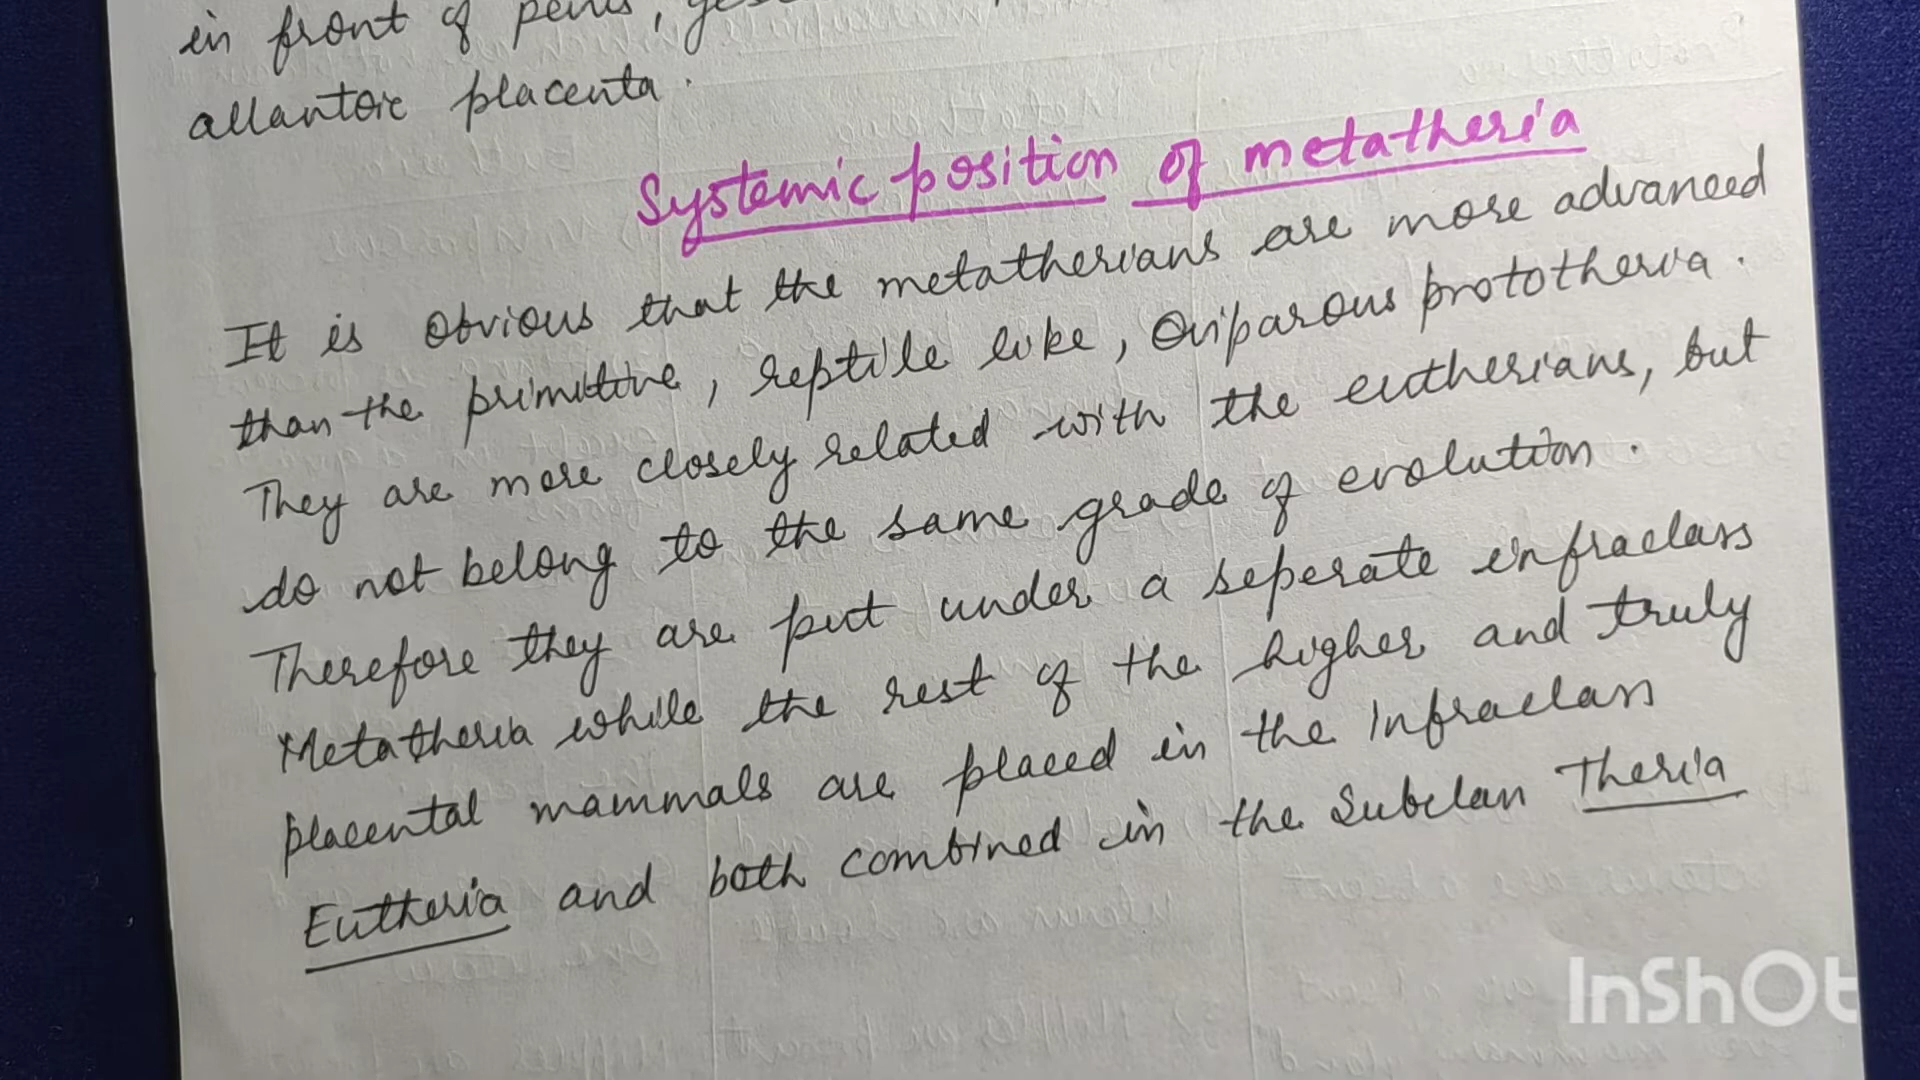 in front of penis,
allantoic placenta.
Systemic position of metatheria
It is obvious that the metatherians are more advanced
than the primitive, reptile like, Oviparous prototheria.
They are more closely related with the eutherians, but
do not belong to the same grade of evolution.
Therefore they are put under a seperate infraclass
Metatheria while the rest of the higher and truly
placental mammals are placed in the Infraclass
Eutheria and both combined in the Subclass Theria
InShOt